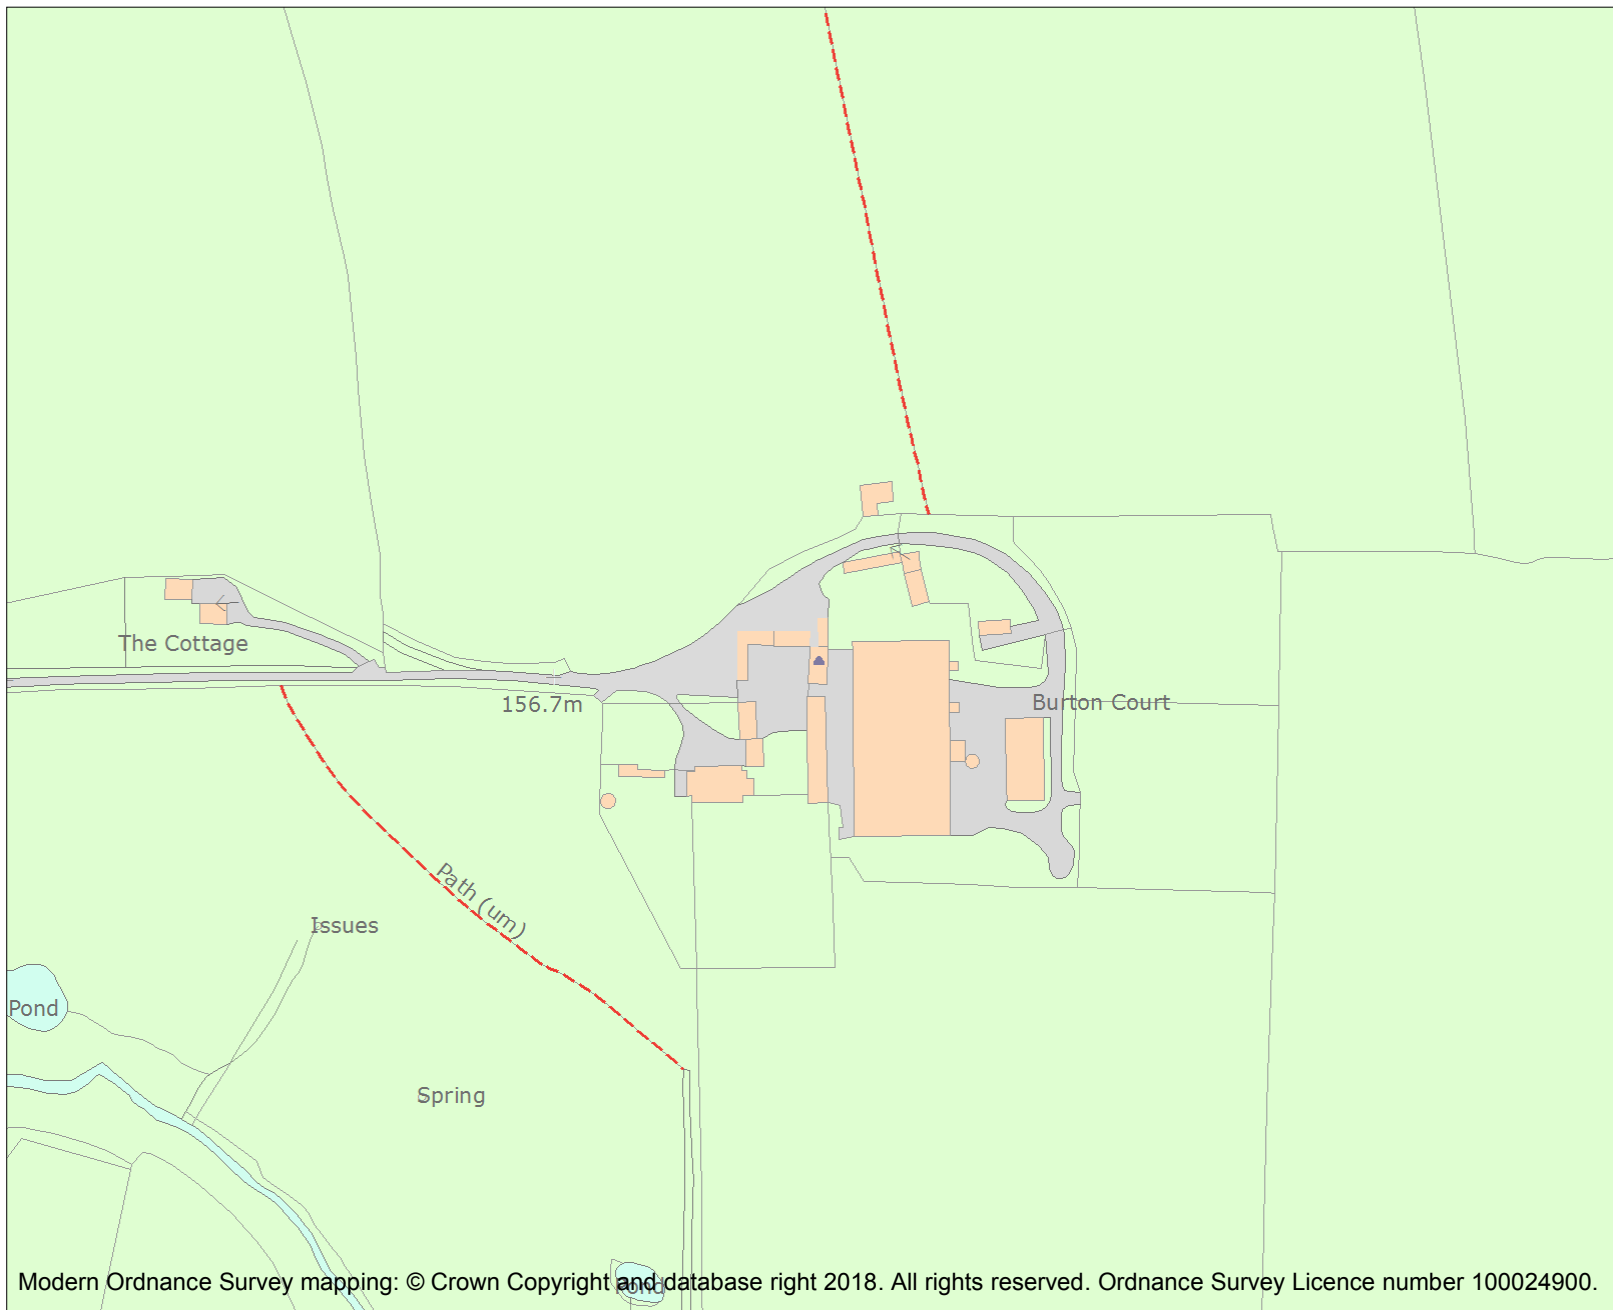 The Cottage
156.7m
Burton Court
Path (um)
Issues
Pond
Spring
Pond
Modern Ordnance Survey mapping: © Crown Copyright and database right 2018. All rights reserved. Ordnance Survey Licence number 100024900.